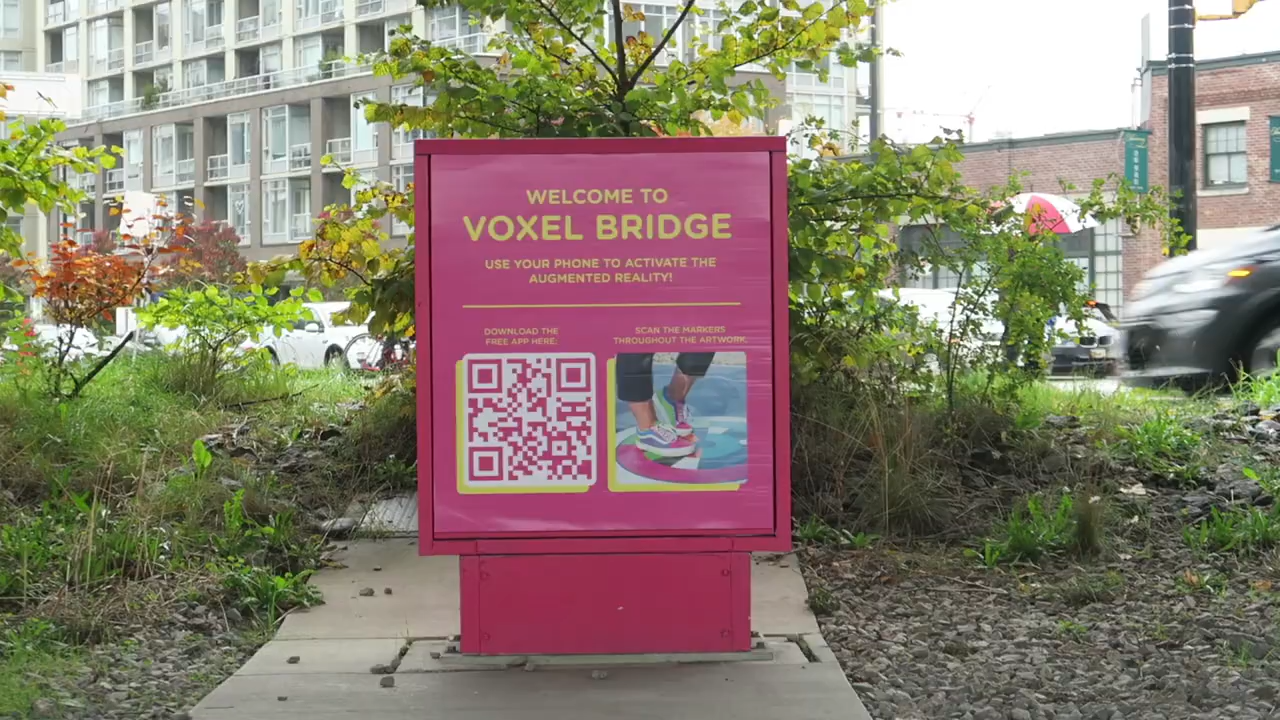 WELCOME TO
VOXEL BRIDGE
USE YOUR PHONE TO ACTIVATE THE
AUGMENTED REALITY!
DOWNLOAD THE
FREE APP HERE:
SCAN THE MARKERS
THROUGHOUT THE ARTWORK.